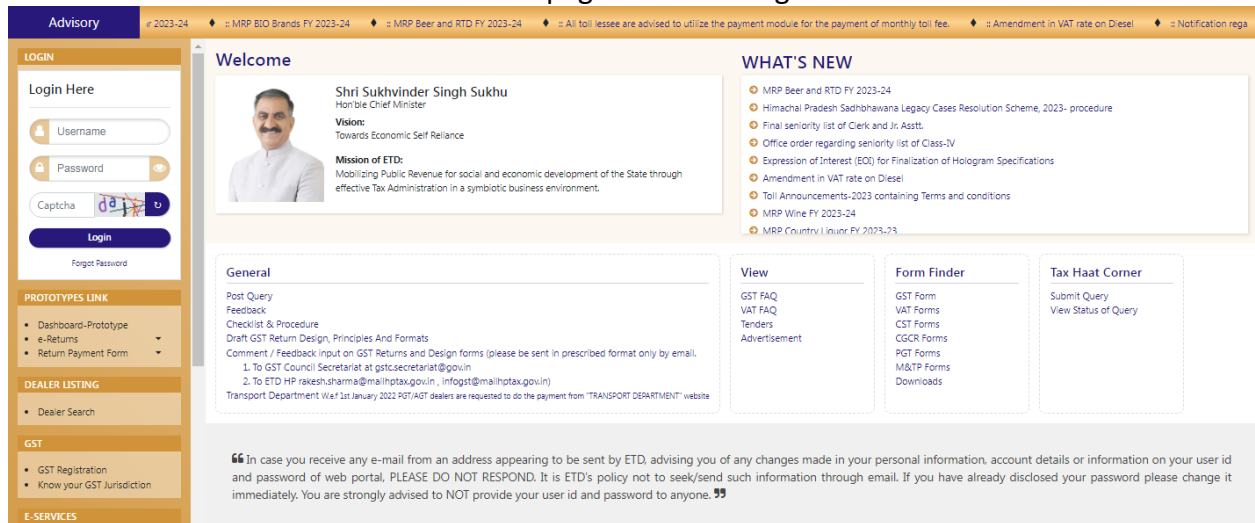 pag
Advisory
r 2023-24 :: MRP BIO Brands FY 2023-24 :: MRP Beer and RTD FY 2023-24 :: All toll lessee are advised to utilize the payment module for the payment of monthly toll fee. :: Amendment in VAT rate on Diesel :: Notification rega
LOGIN
Login Here
Username
Password
Captcha
Login
Forgot Password
PROTOTYPES LINK
Dashboard-Prototype
e-Returns
Return Payment Form
DEALER LISTING
Dealer Search
GST
GST Registration
Know your GST Jurisdiction
E-SERVICES
Welcome
Shri Sukhvinder Singh Sukhu
Hon'ble Chief Minister
Vision:
Towards Economic Self Reliance
Mission of ETD:
Mobilizing Public Revenue for social and economic development of the State through
effective Tax Administration in a symbiotic business environment.
WHAT'S NEW
MRP Beer and RTD FY 2023-24
Himachal Pradesh Sadhbhawana Legacy Cases Resolution Scheme, 2023- procedure
Final seniority list of Clerk and Jr. Asstt.
Office order regarding seniority list of Class-IV
Expression of Interest (EOI) for Finalization of Hologram Specifications
Amendment in VAT rate on Diesel
Toll Announcements-2023 containing Terms and conditions
MRP Wine FY 2023-24
MRP Country Liquor FY 2023-23
General
Post Query
Feedback
Checklist & Procedure
Draft GST Return Design, Principles And Formats
Comment / Feedback input on GST Returns and Design forms (please be sent in prescribed format only by email.
1. To GST Council Secretariat at gstc.secretariat@gov.in
2. To ETD HP rakesh.sharma@mailhptax.gov.in , infogst@mailhptax.gov.in)
Transport Department W.e.f 1st January 2022 PGT/AGT dealers are requested to do the payment from "TRANSPORT DEPARTMENT" website
View
GST FAQ
VAT FAQ
Tenders
Advertisement
Form Finder
GST Form
VAT Forms
CST Forms
CGCR Forms
PGT Forms
M&TP Forms
Downloads
Tax Haat Corner
Submit Query
View Status of Query
❝ In case you receive any e-mail from an address appearing to be sent by ETD, advising you of any changes made in your personal information, account details or information on your user id
and password of web portal, PLEASE DO NOT RESPOND. It is ETD's policy not to seek/send such information through email. If you have already disclosed your password please change it
immediately. You are strongly advised to NOT provide your user id and password to anyone. ❞